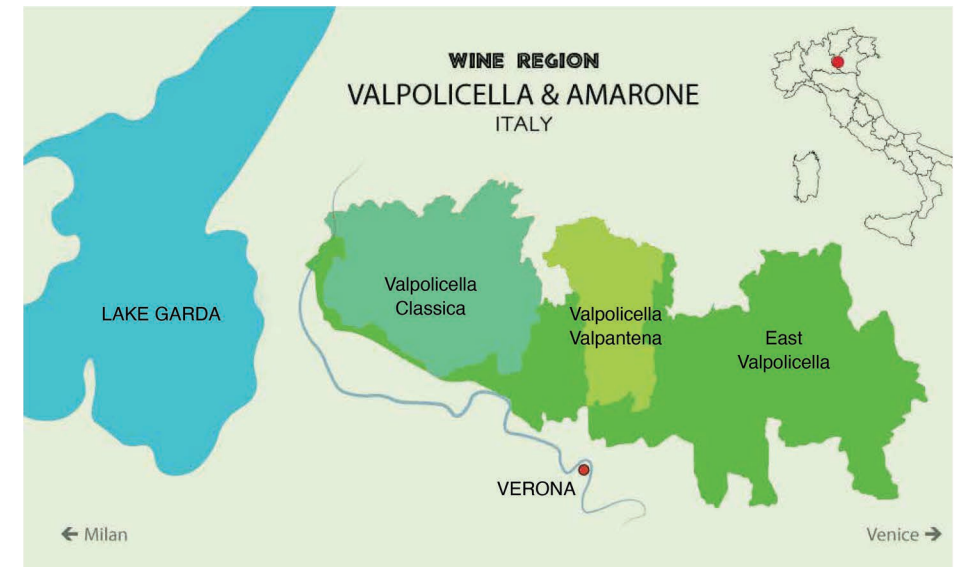 WINE REGION
VALPOLICELLA & AMARONE
ITALY
Valpolicella
Classica
LAKE GARDA
Valpolicella
Valpantena
East
Valpolicella
VERONA
← Milan
Venice →